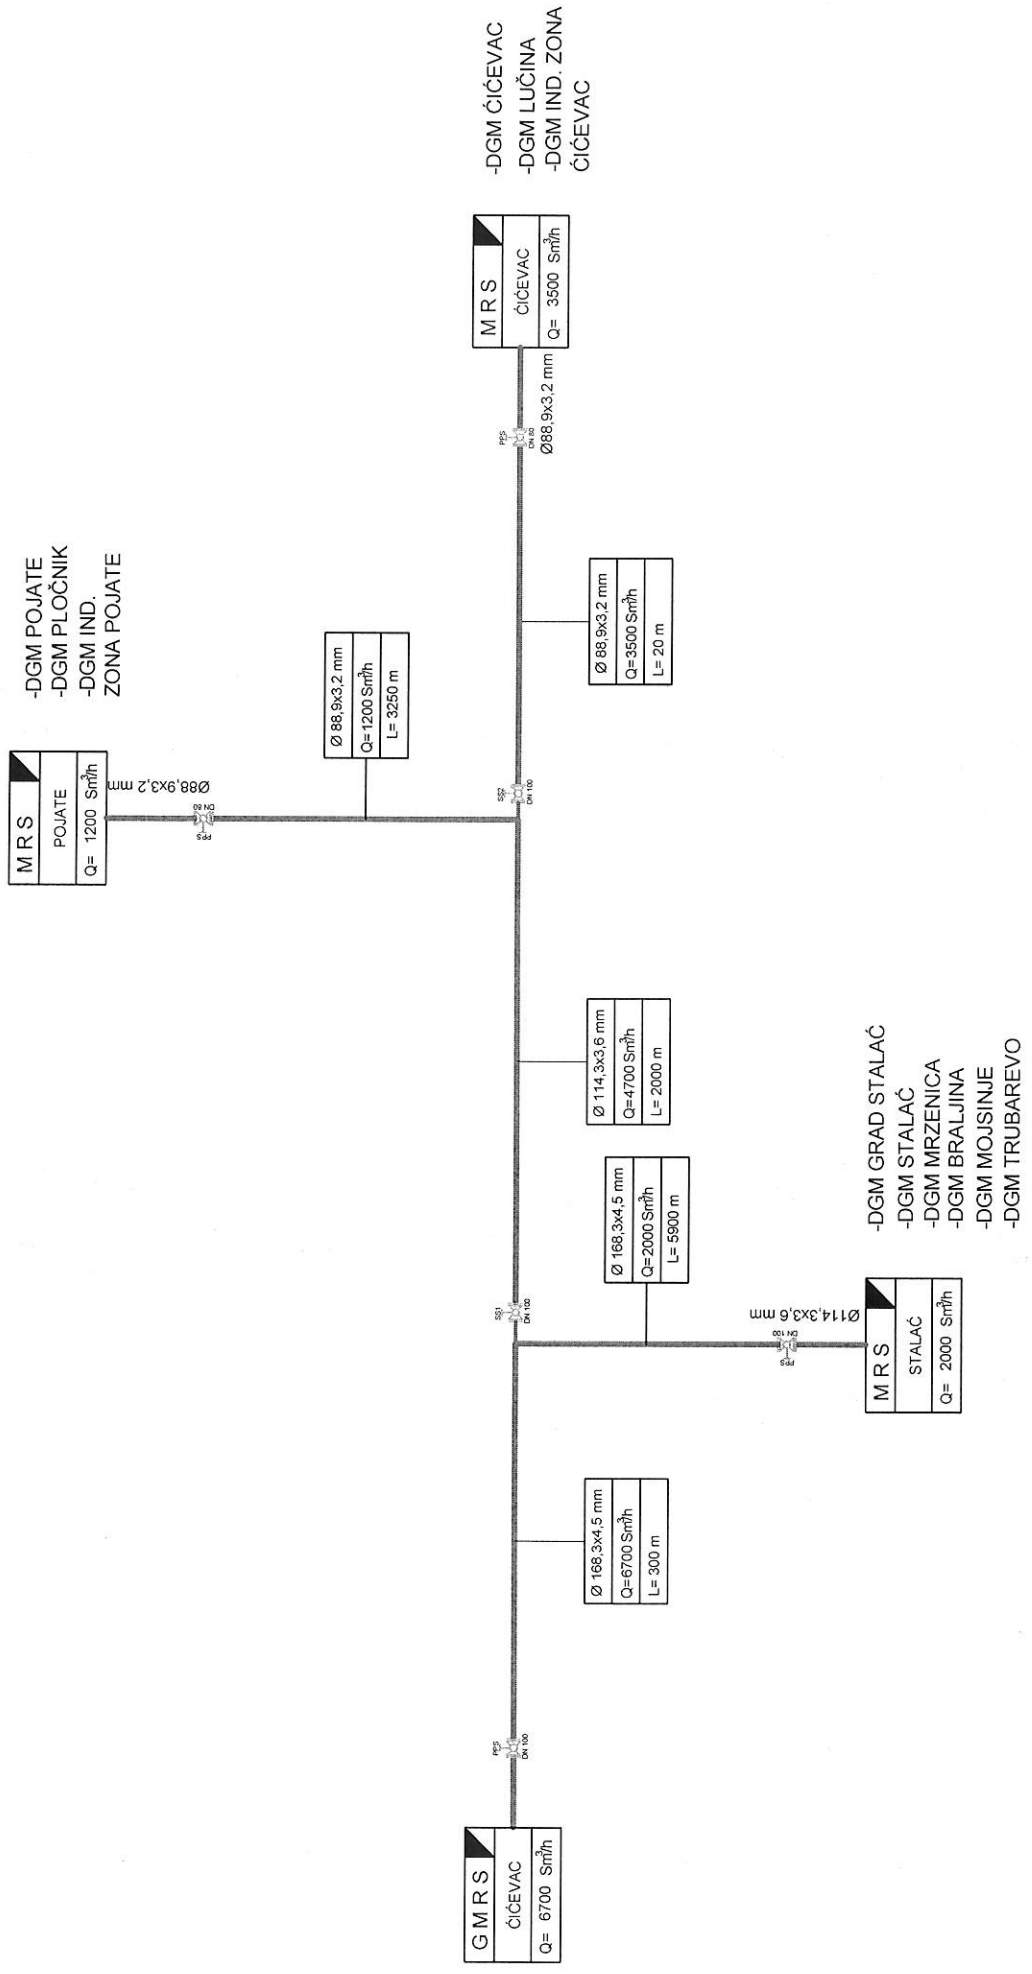 -DGM POJATE
-DGM PLOČNIK
-DGM IND.
ZONA POJATE
M R S
POJATE
Q= 1200 Sm³/h
Ø88,9x3,2 mm
PPS
DN 80
Ø 88,9x3,2 mm
Q=1200 Sm³/h
L= 3250 m
G M R S
ĆIĆEVAC
Q= 6700 Sm³/h
PPS
DN 100
Ø 168,3x4,5 mm
Q=6700 Sm³/h
L= 300 m
SS1
DN 100
Ø 114,3x3,6 mm
Q=4700 Sm³/h
L= 2000 m
SS2
DN 100
Ø 88,9x3,2 mm
Q=3500 Sm³/h
L= 20 m
PPS
DN 80
Ø88,9x3,2 mm
M R S
ĆIĆEVAC
Q= 3500 Sm³/h
-DGM ĆIĆEVAC
-DGM LUČINA
-DGM IND. ZONA
ĆIĆEVAC
Ø 168,3x4,5 mm
Q=2000 Sm³/h
L= 5900 m
PPS
DN 100
Ø114,3x3,6 mm
M R S
STALAĆ
Q= 2000 Sm³/h
-DGM GRAD STALAĆ
-DGM STALAĆ
-DGM MRZENICA
-DGM BRALJINA
-DGM MOJSINJE
-DGM TRUBAREVO